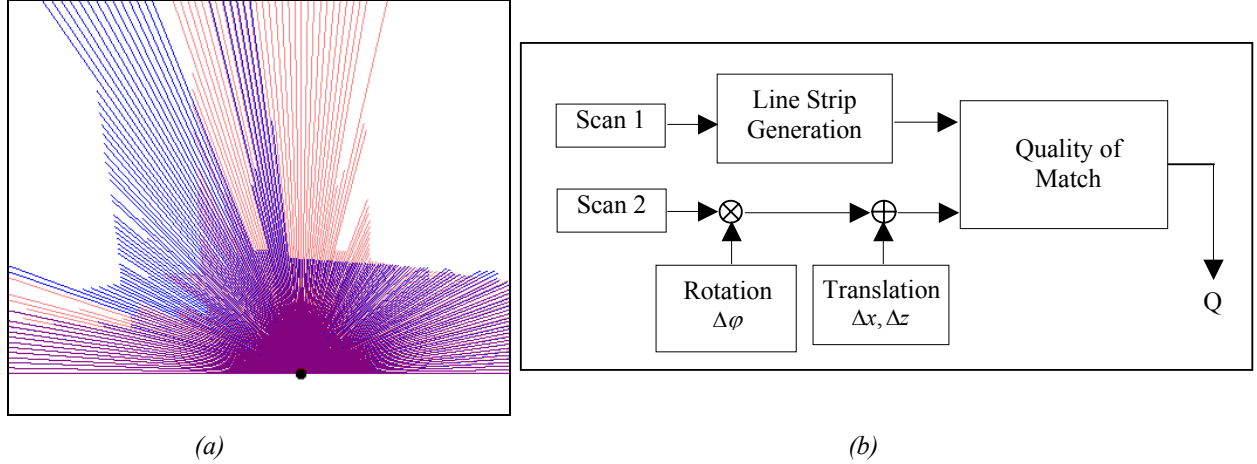 Scan 1
Line Strip
Generation
Quality of
Match
Scan 2
Rotation
Δφ
Translation
Δx, Δz
Q
(a)
(b)